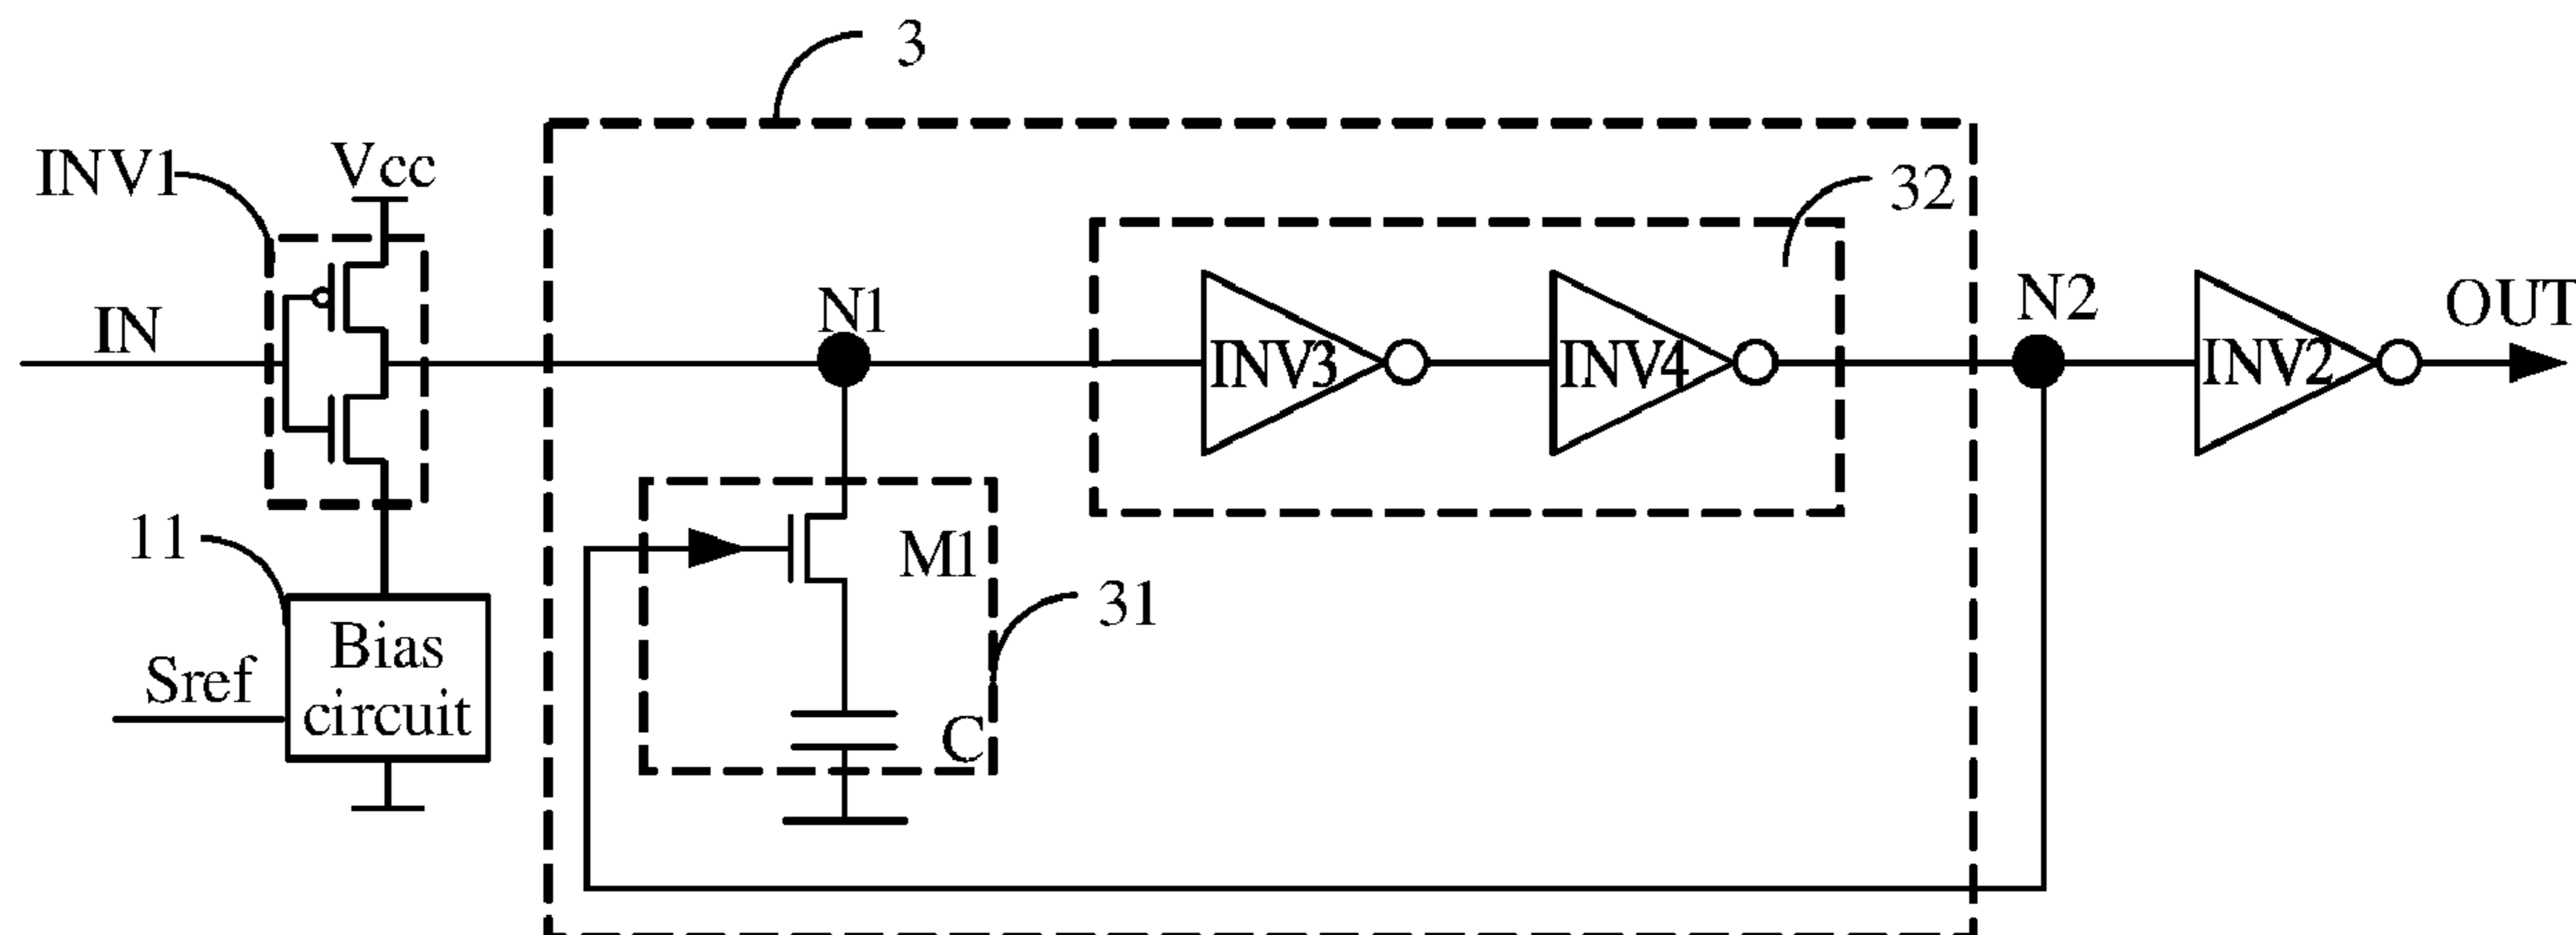 3
INV1
Vcc
32
IN
N1
INV3
INV4
N2
INV2
OUT
11
M1
31
Bias
circuit
Sref
C